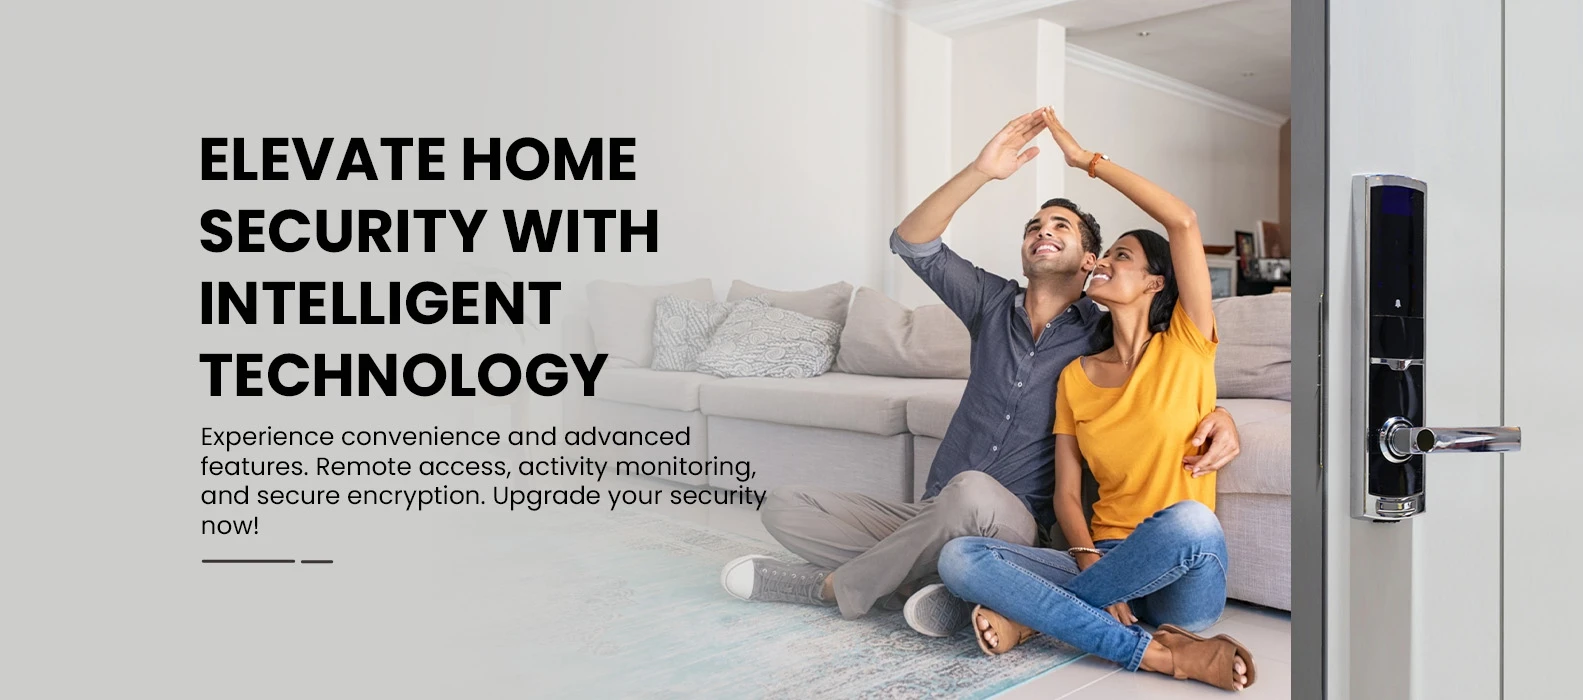 ELEVATE HOME
SECURITY WITH
INTELLIGENT
TECHNOLOGY
Experience convenience and advanced
features. Remote access, activity monitoring,
and secure encryption. Upgrade your security
now!